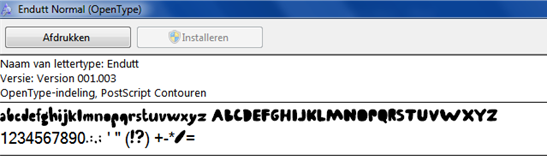 Endutt Normal (OpenType)
Afdrukken Installeren
Naam van lettertype: Endutt
Versie: Version 001.003
OpenType-indeling, PostScript Contouren
abcdefghijklmnopqrstuvwxyz ABCDEFGHIJKLMNOPQRSTUVWXYZ
1234567890.:,; ' " (!?) +-*/=